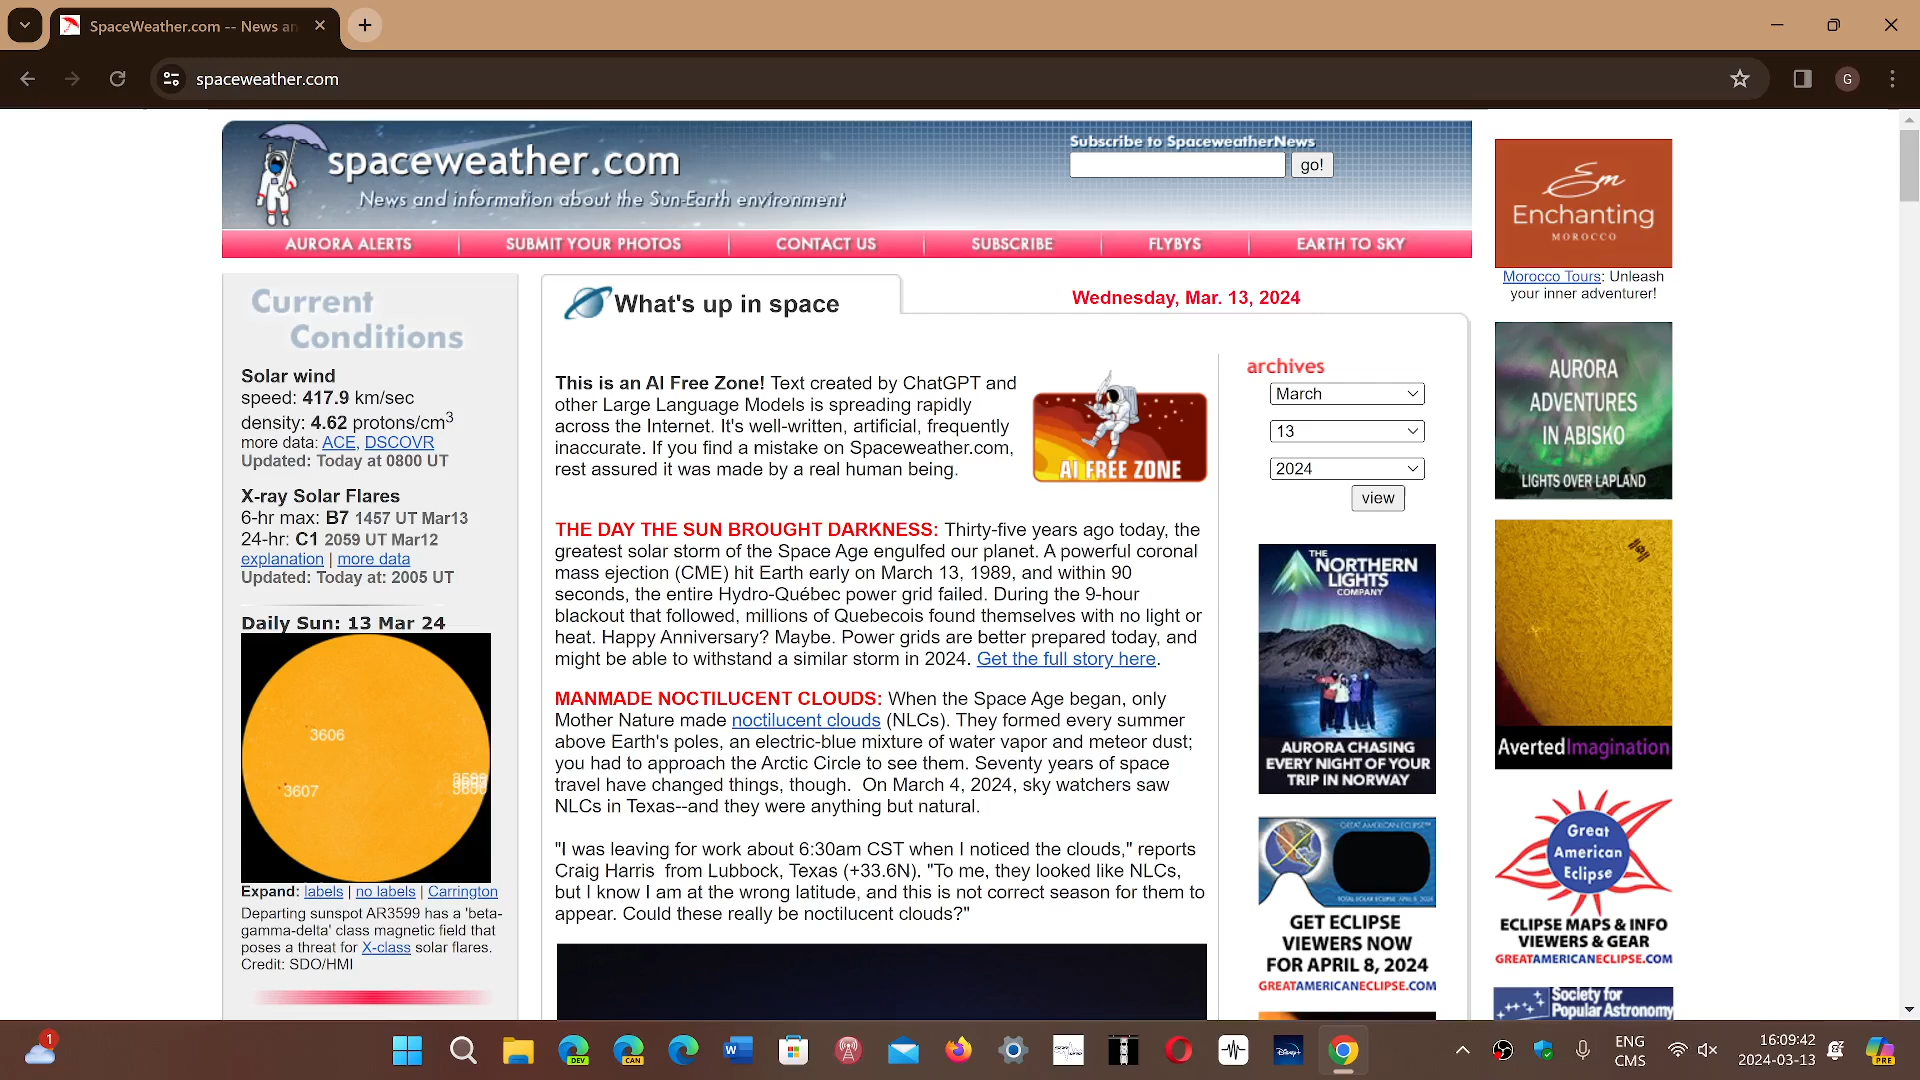 SpaceWeather.com -- News an
spaceweather.com
G
spaceweather.com
News and information about the Sun-Earth environment
Subscribe to SpaceweatherNews
go!
AURORA ALERTS
SUBMIT YOUR PHOTOS
CONTACT US
SUBSCRIBE
FLYBYS
EARTH TO SKY
Current
Conditions
Solar wind
speed: 417.9 km/sec
density: 4.62 protons/cm3
more data: ACE, DSCOVR
Updated: Today at 0800 UT
X-ray Solar Flares
6-hr max: B7 1457 UT Mar13
24-hr: C1 2059 UT Mar12
explanation | more data
Updated: Today at: 2005 UT
Daily Sun: 13 Mar 24
3606
3607
Expand: labels | no labels | Carrington
Departing sunspot AR3599 has a 'beta-
gamma-delta' class magnetic field that
poses a threat for X-class solar flares.
Credit: SDO/HMI
What's up in space
Wednesday, Mar. 13, 2024
This is an AI Free Zone! Text created by ChatGPT and
other Large Language Models is spreading rapidly
across the Internet. It's well-written, artificial, frequently
inaccurate. If you find a mistake on Spaceweather.com,
rest assured it was made by a real human being.
AI FREE ZONE
THE DAY THE SUN BROUGHT DARKNESS: Thirty-five years ago today, the
greatest solar storm of the Space Age engulfed our planet. A powerful coronal
mass ejection (CME) hit Earth early on March 13, 1989, and within 90
seconds, the entire Hydro-Québec power grid failed. During the 9-hour
blackout that followed, millions of Quebecois found themselves with no light or
heat. Happy Anniversary? Maybe. Power grids are better prepared today, and
might be able to withstand a similar storm in 2024. Get the full story here.
MANMADE NOCTILUCENT CLOUDS: When the Space Age began, only
Mother Nature made noctilucent clouds (NLCs). They formed every summer
above Earth's poles, an electric-blue mixture of water vapor and meteor dust;
you had to approach the Arctic Circle to see them. Seventy years of space
travel have changed things, though. On March 4, 2024, sky watchers saw
NLCs in Texas--and they were anything but natural.
"I was leaving for work about 6:30am CST when I noticed the clouds," reports
Craig Harris from Lubbock, Texas (+33.6N). "To me, they looked like NLCs,
but I know I am at the wrong latitude, and this is not correct season for them to
appear. Could these really be noctilucent clouds?"
archives
March
13
2024
view
THE
NORTHERN
LIGHTS
COMPANY
AURORA CHASING
EVERY NIGHT OF YOUR
TRIP IN NORWAY
GREAT AMERICAN ECLIPSE
GET ECLIPSE
VIEWERS NOW
FOR APRIL 8, 2024
GREATAMERICANECLIPSE.COM
Em
Enchanting
MOROCCO
Morocco Tours: Unleash
your inner adventurer!
AURORA
ADVENTURES
IN ABISKO
LIGHTS OVER LAPLAND
AvertedImagination
Great
American
Eclipse
ECLIPSE MAPS & INFO
VIEWERS & GEAR
GREATAMERICANECLIPSE.COM
Society for
Popular Astronomy
1
DEV
CAN
W
Disney+
ENG
CMS
16:09:42
2024-03-13
PRE